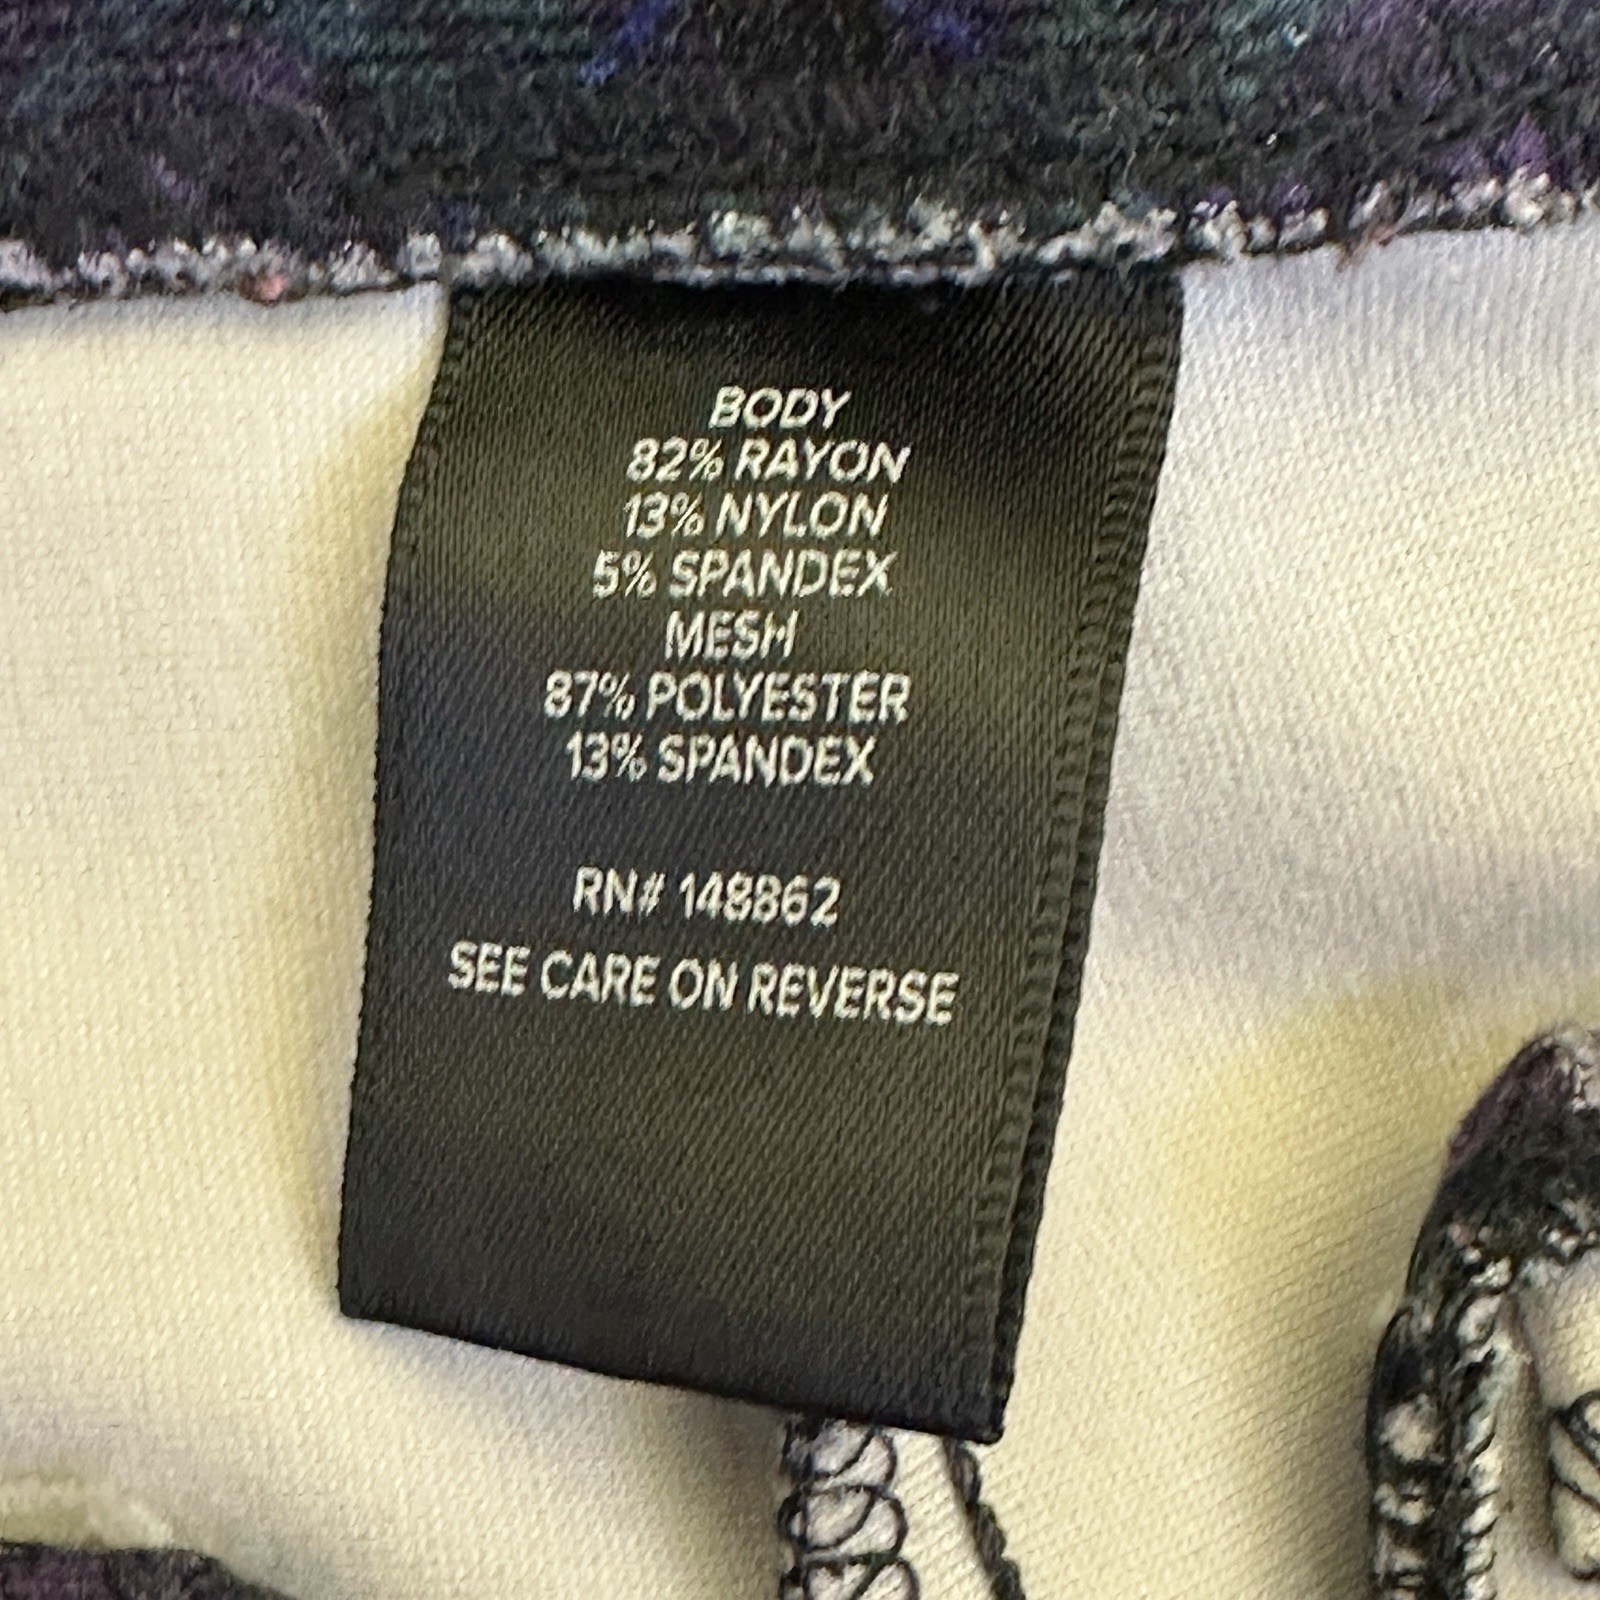 BODY
82% RAYON
13% NYLON
5% SPANDEX
MESH
87% POLYESTER
13% SPANDEX
RN# 148862
SEE CARE ON REVERSE